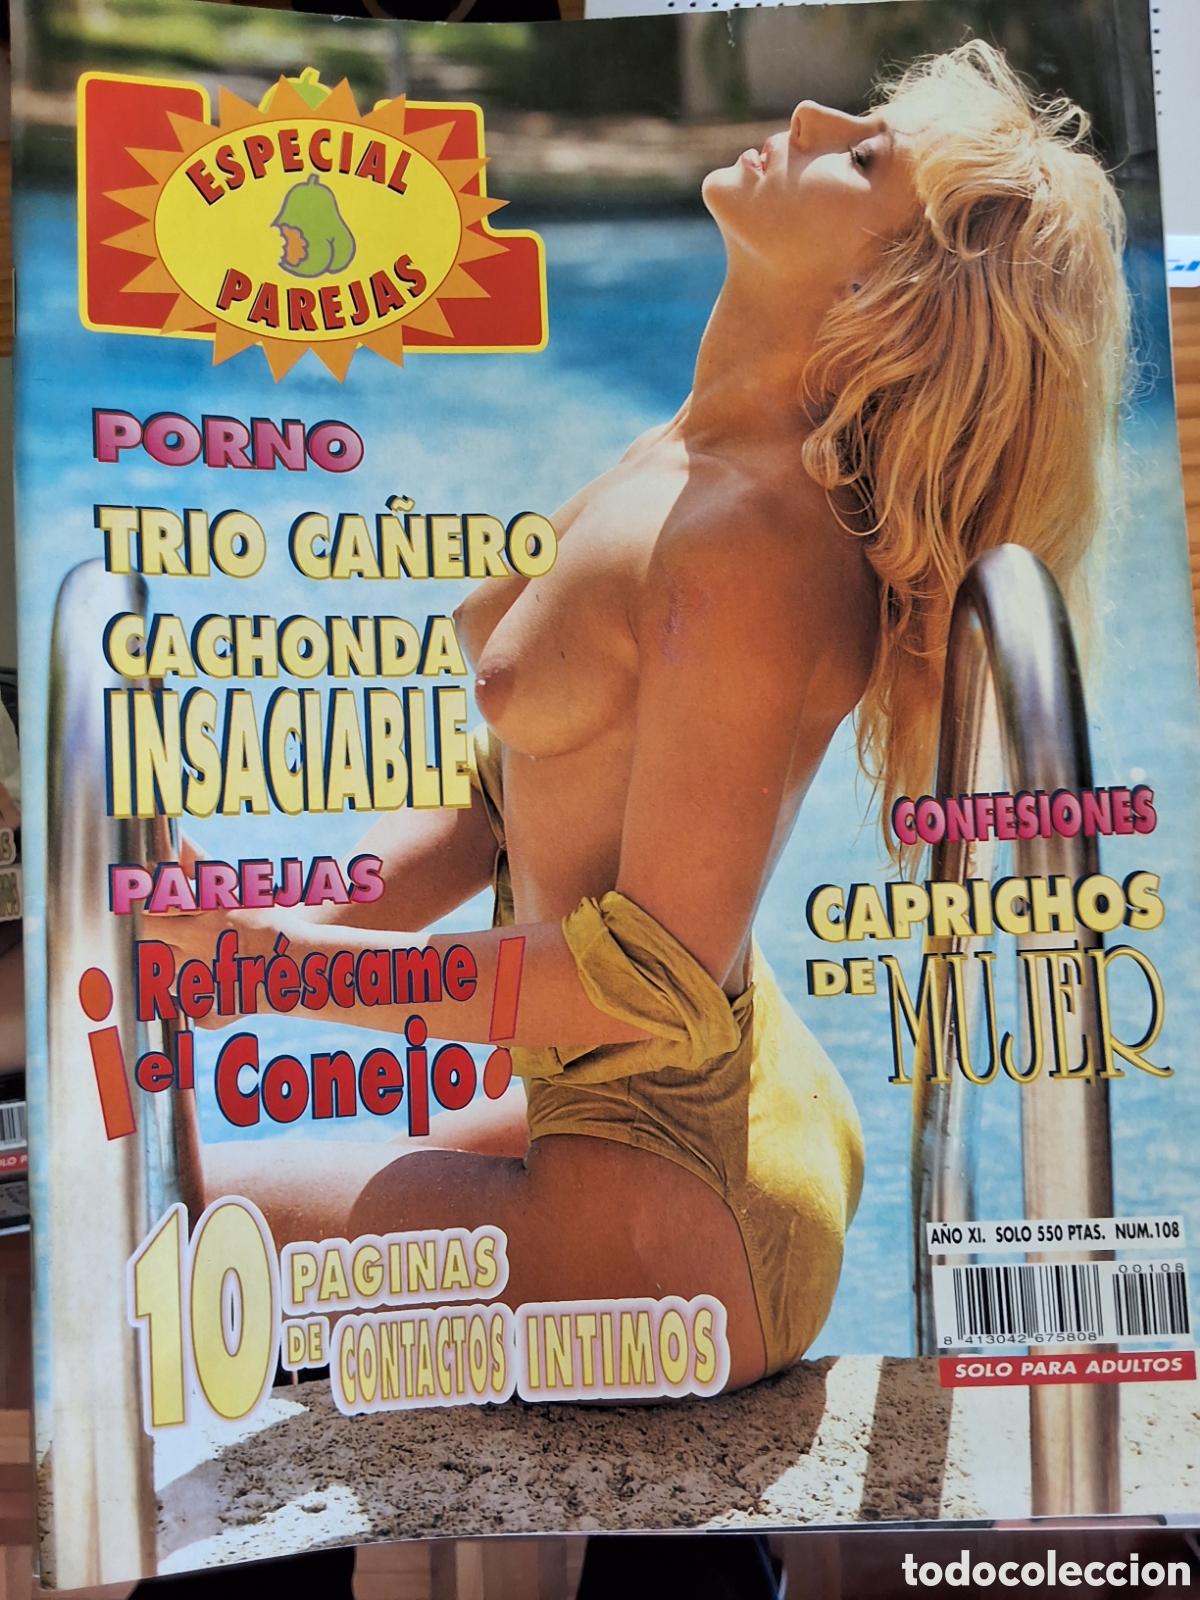 ESPECIAL
PAREJAS
PORNO
TRIO CAÑERO
CACHONDA
INSACIABLE
PAREJAS
¡Refréscame
el Conejo!
10 PAGINAS
DE CONTACTOS INTIMOS
CONFESIONES
CAPRICHOS
DE MUJER
AÑO XI. SOLO 550 PTAS. NUM.108
00108
8 413042 675808
SOLO PARA ADULTOS
todocoleccion